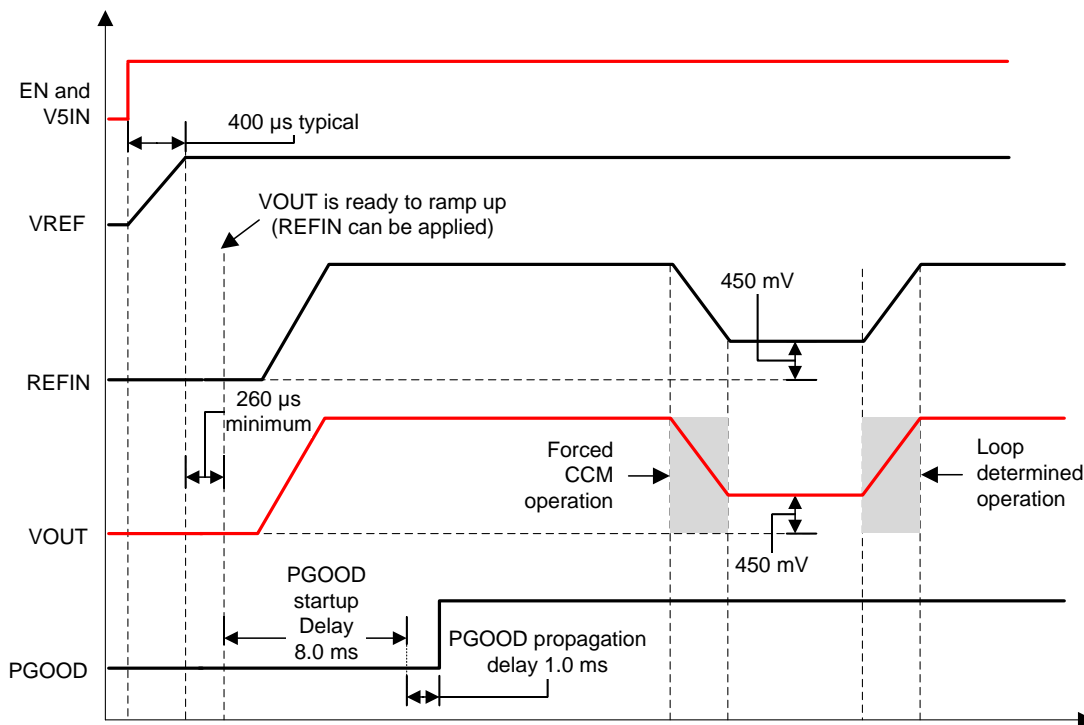 EN and
V5IN
400 µs typical
VREF
VOUT is ready to ramp up
(REFIN can be applied)
450 mV
REFIN
260 µs
minimum
Forced
CCM
operation
Loop
determined
operation
VOUT
450 mV
PGOOD
startup
Delay
8.0 ms
PGOOD propagation
delay 1.0 ms
PGOOD